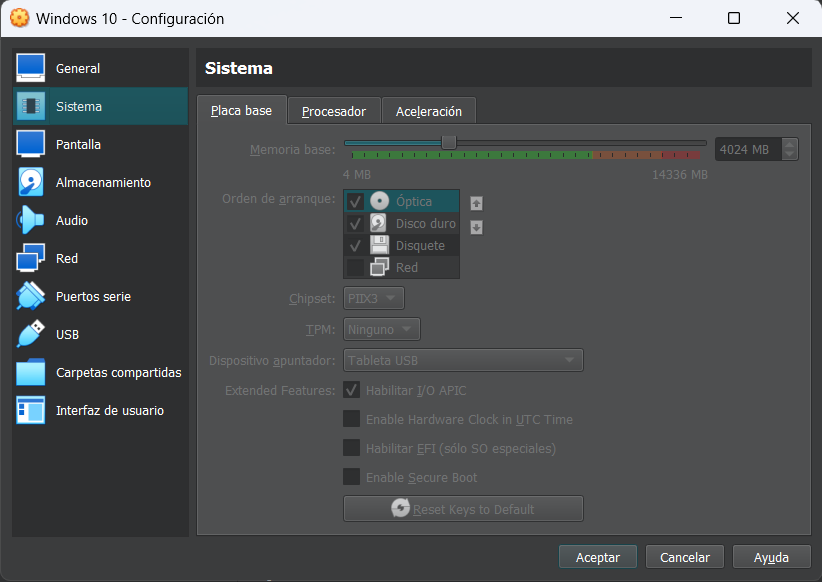 Windows 10 - Configuración
General
Sistema
Pantalla
Almacenamiento
Audio
Red
Puertos serie
USB
Carpetas compartidas
Interfaz de usuario
Sistema
Placa base
Procesador
Aceleración
Memoria base:
4024 MB
4 MB
14336 MB
Orden de arranque:
Óptica
Disco duro
Disquete
Red
Chipset:
PIIX3
TPM:
Ninguno
Dispositivo apuntador:
Tableta USB
Extended Features:
Habilitar I/O APIC
Enable Hardware Clock in UTC Time
Habilitar EFI (sólo SO especiales)
Enable Secure Boot
Reset Keys to Default
Aceptar
Cancelar
Ayuda